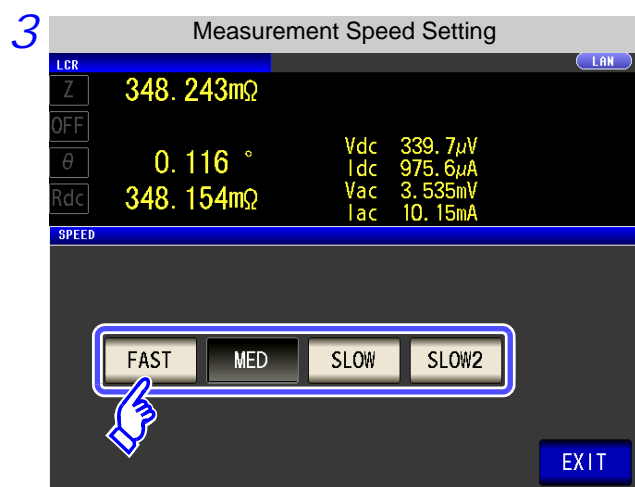 3 Measurement Speed Setting
LCR LAN
Z 348.243mΩ
OFF
Vdc 339.7μV
θ 0.116 ° Idc 975.6μA
Vac 3.535mV
Rdc 348.154mΩ Iac 10.15mA
SPEED
FAST MED SLOW SLOW2
EXIT